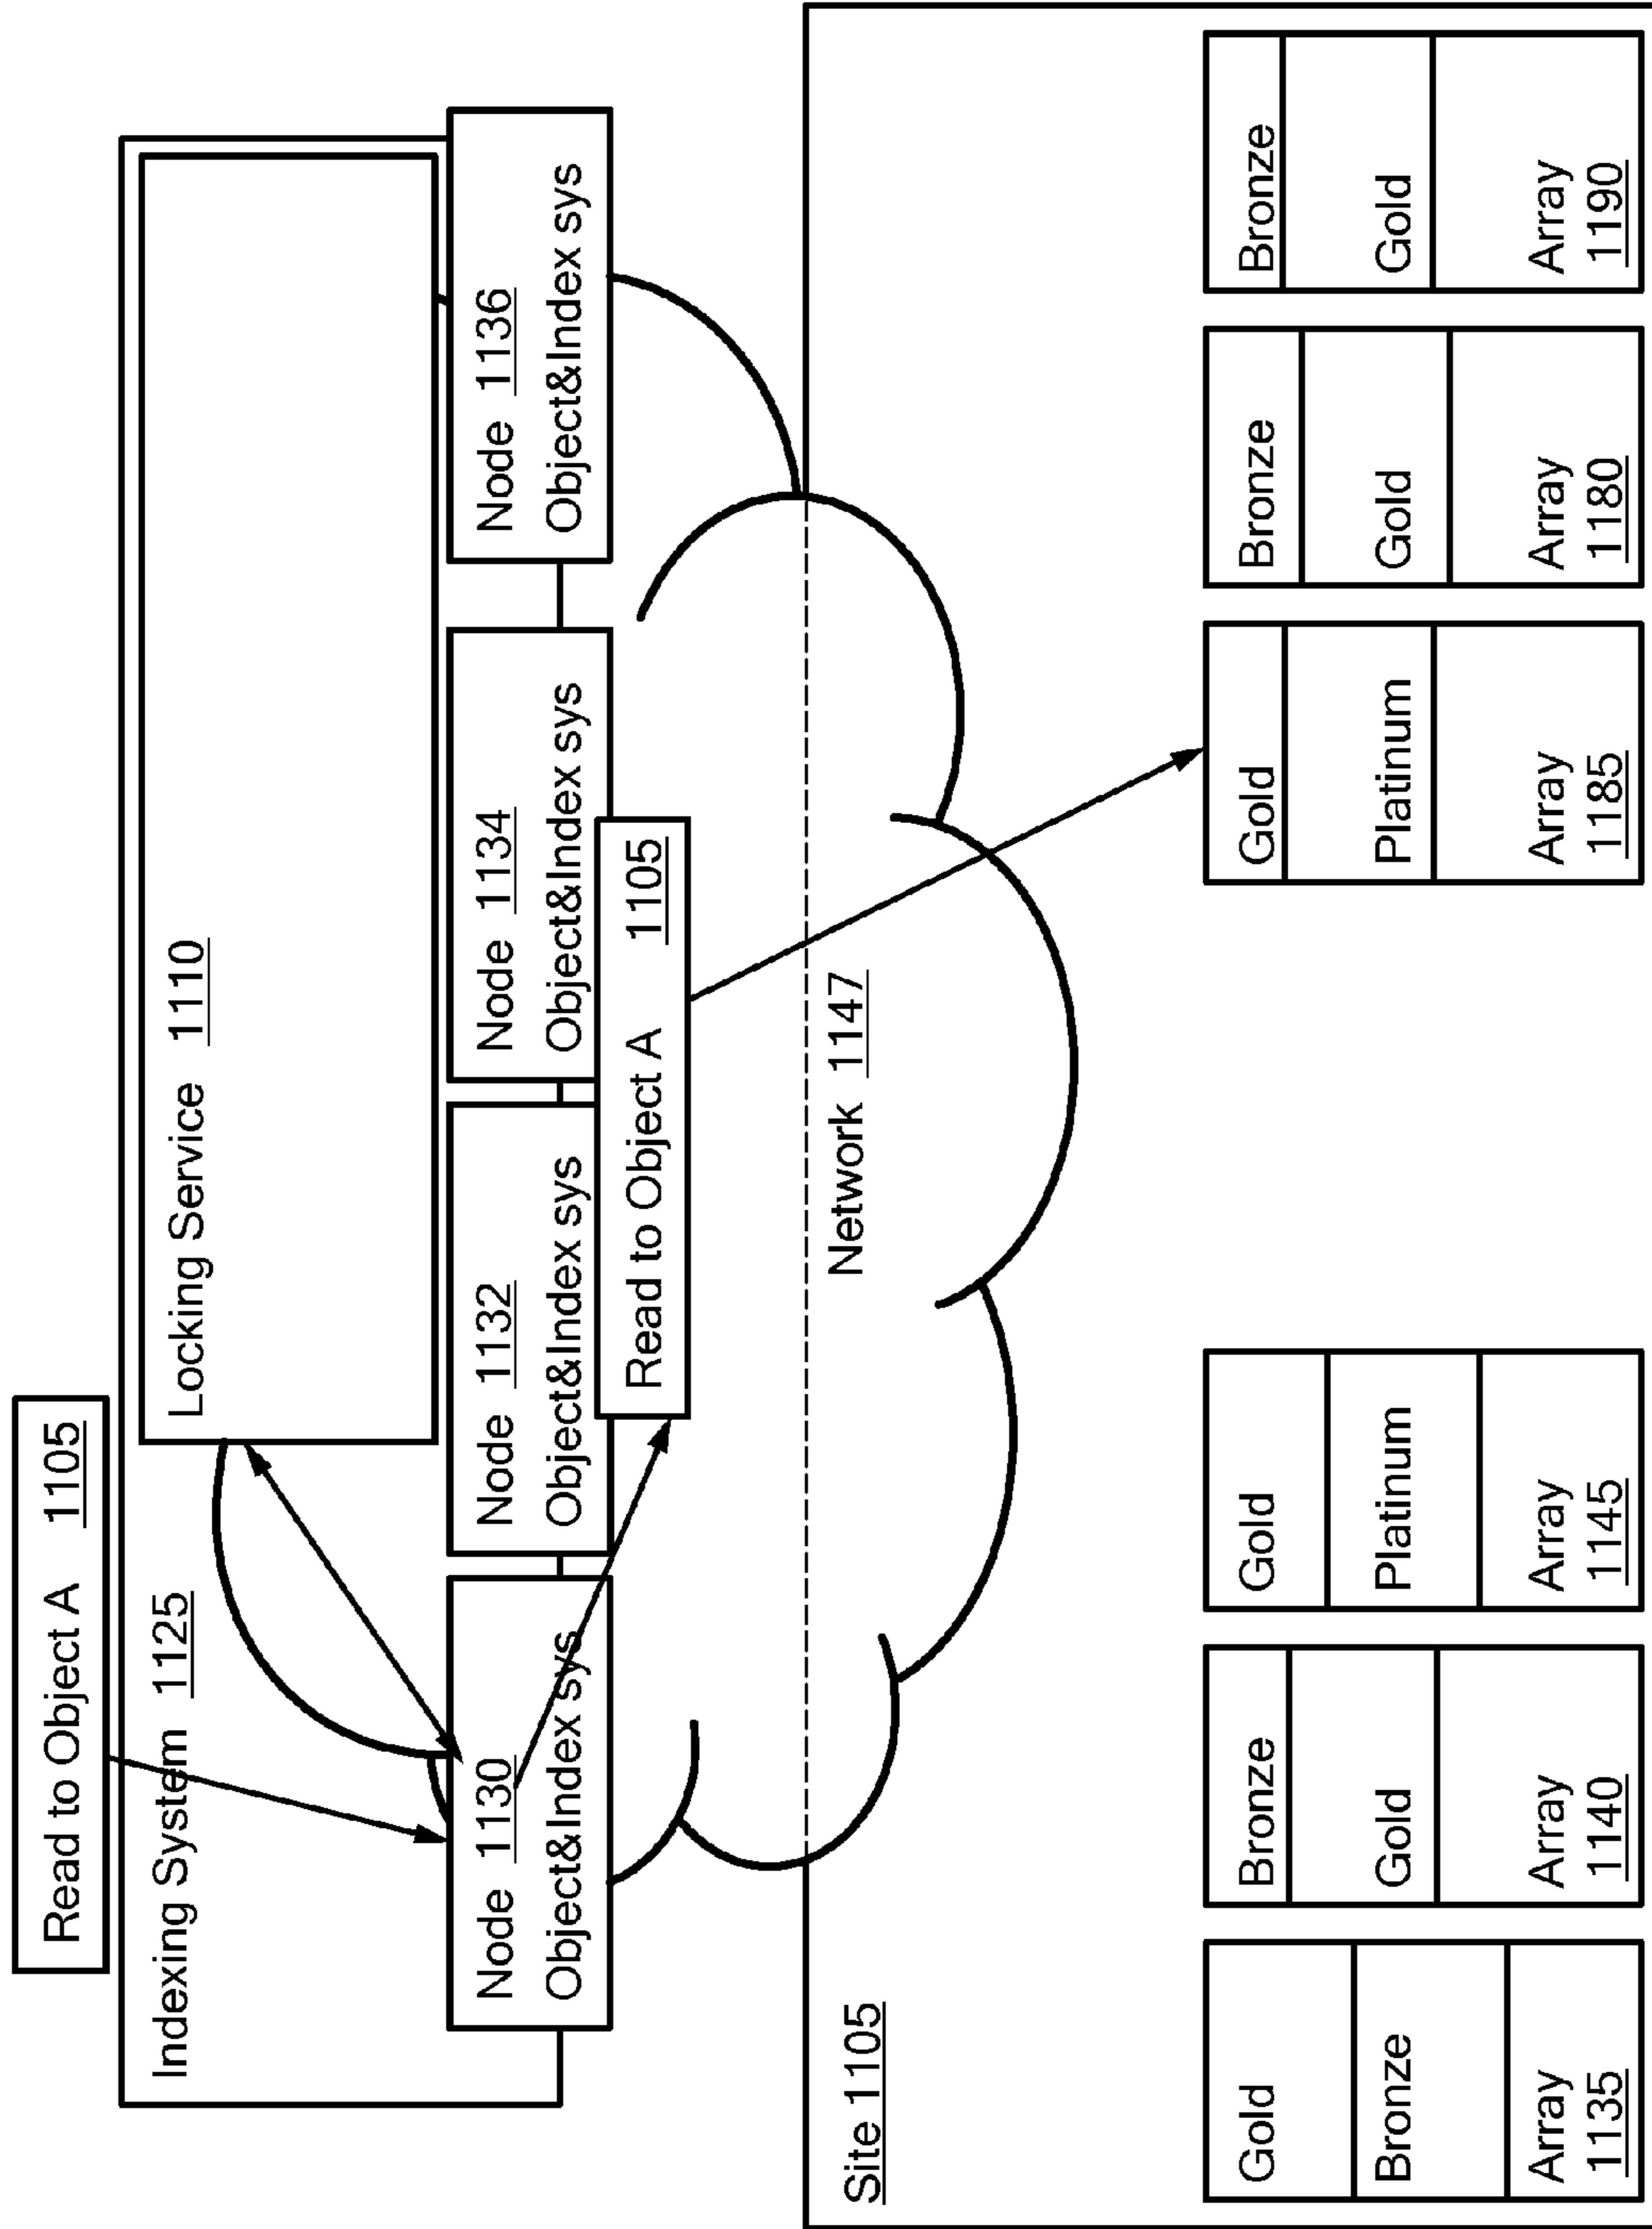 Read to Object A 1105
Indexing System 1125
Locking Service 1110
Node 1130
Object&Index sys
Node 1132
Object&Index sys
Node 1134
Object&Index sys
Node 1136
Object&Index sys
Read to Object A 1105
Network 1147
Site 1105
Gold
Bronze
Array
1135
Bronze
Gold
Array
1140
Gold
Platinum
Array
1145
Gold
Platinum
Array
1185
Bronze
Gold
Array
1180
Bronze
Gold
Array
1190